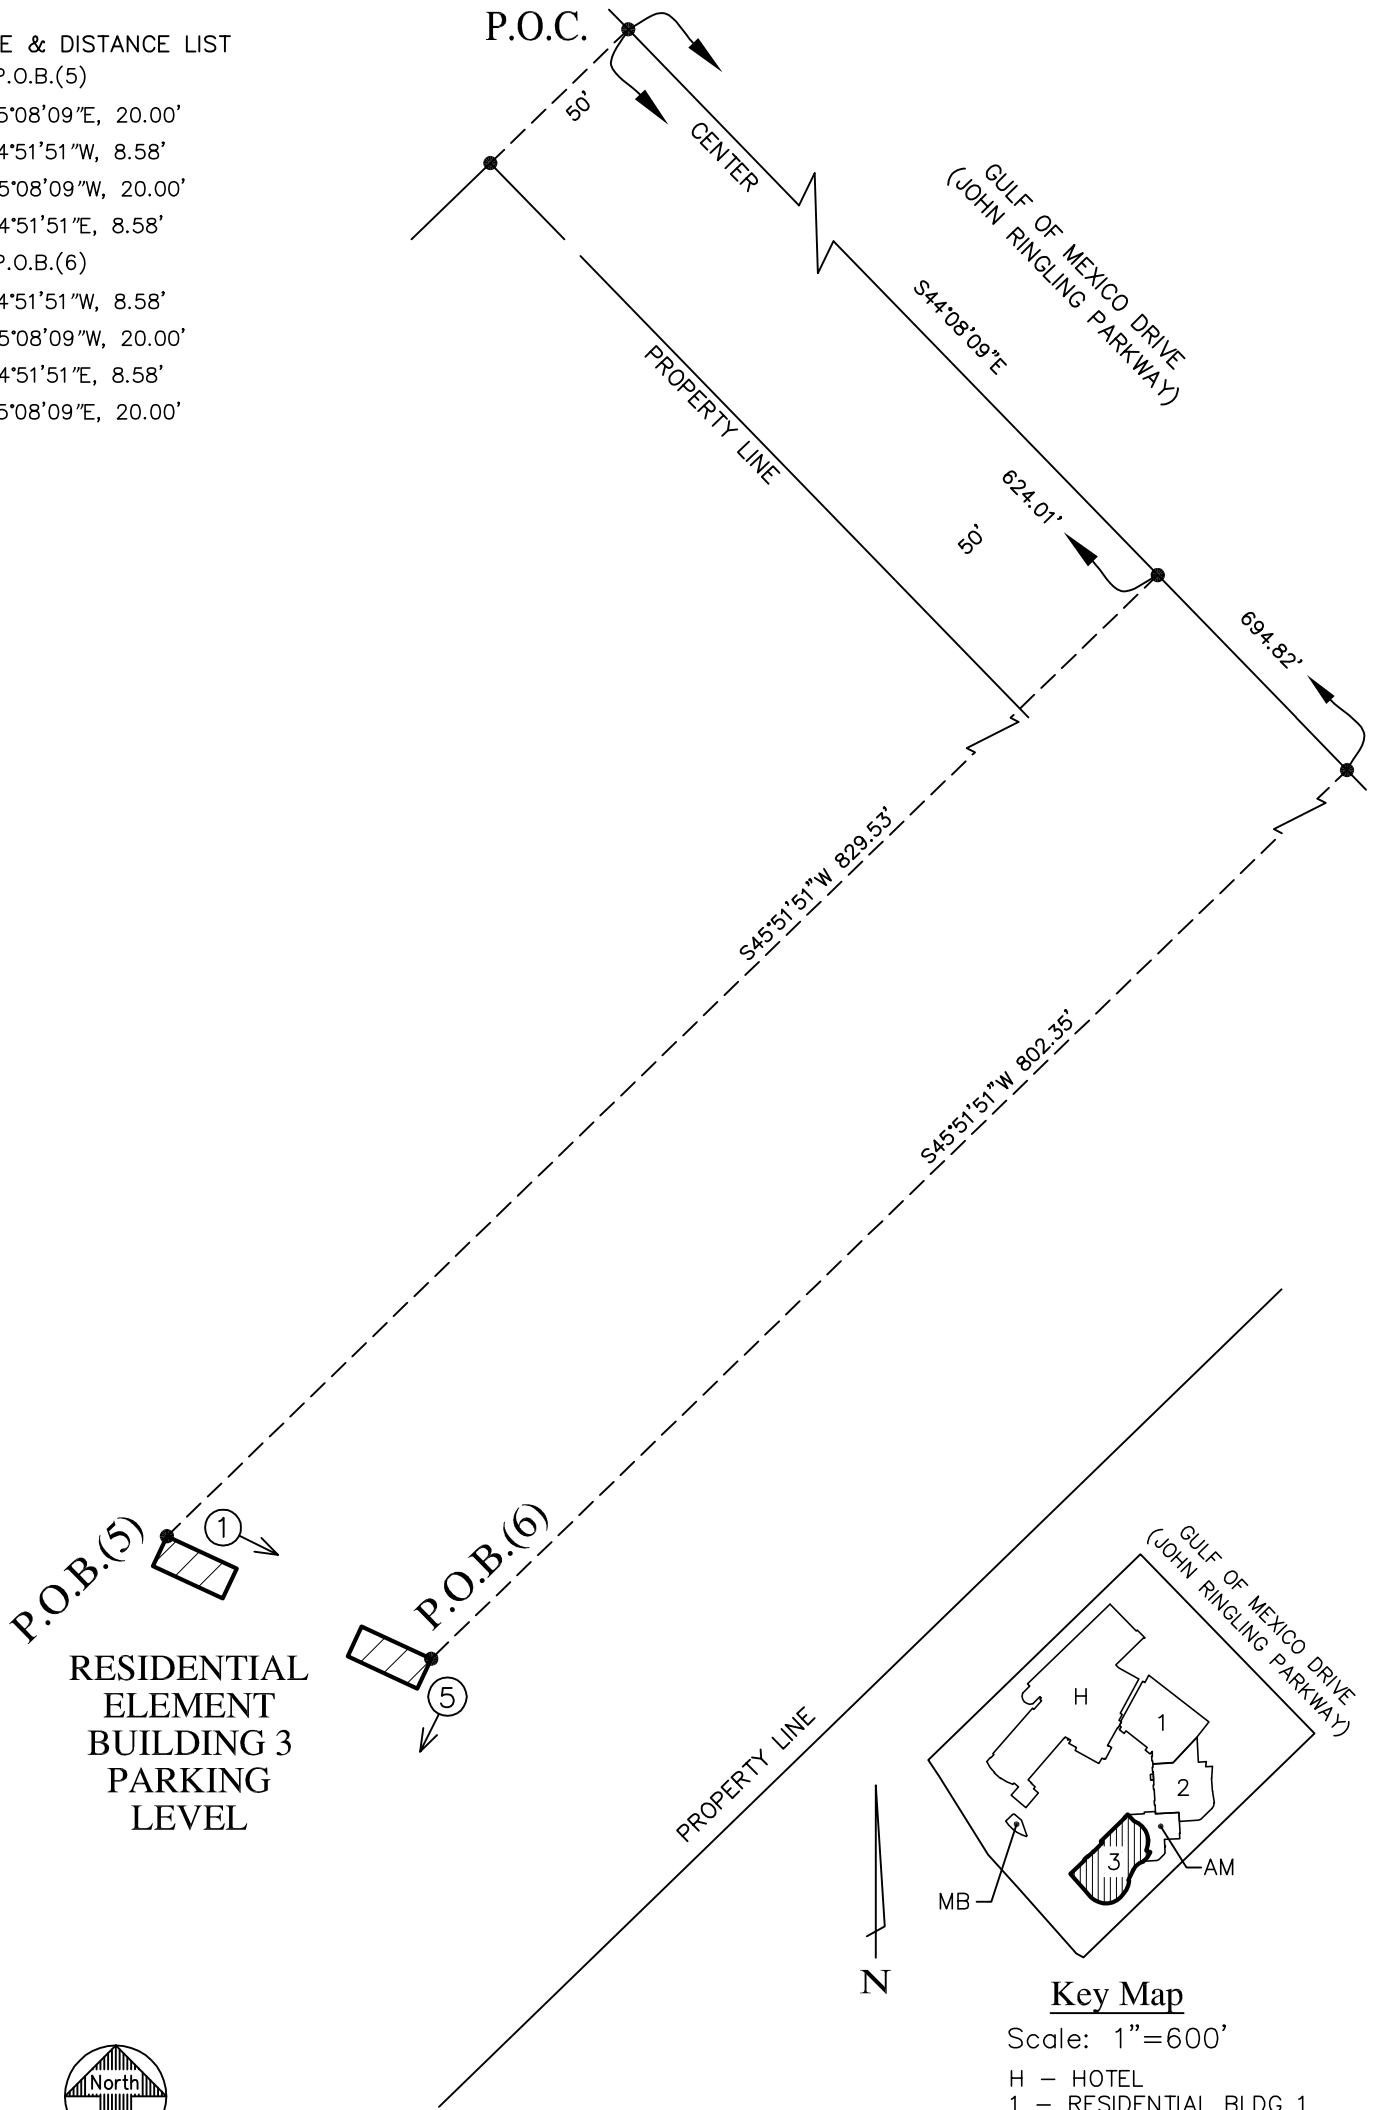 E & DISTANCE LIST
P.O.B.(5)
5°08'09"E, 20.00'
4°51'51"W, 8.58'
5°08'09"W, 20.00'
4°51'51"E, 8.58'
P.O.B.(6)
4°51'51"W, 8.58'
5°08'09"W, 20.00'
4°51'51"E, 8.58'
5°08'09"E, 20.00'
P.O.C.
50'
CENTER
GULF OF MEXICO DRIVE
(JOHN RINGLING PARKWAY)
S44°08'09"E
PROPERTY LINE
624.01'
50'
694.82'
S45°51'51"W 829.53'
S45°51'51"W 802.35'
P.O.B.(5)
1
P.O.B.(6)
5
RESIDENTIAL
ELEMENT
BUILDING 3
PARKING
LEVEL
PROPERTY LINE
GULF OF MEXICO DRIVE
(JOHN RINGLING PARKWAY)
H
1
2
3
AM
MB
N
Key Map
Scale: 1"=600'
H - HOTEL
1 - RESIDENTIAL BLDG 1
North